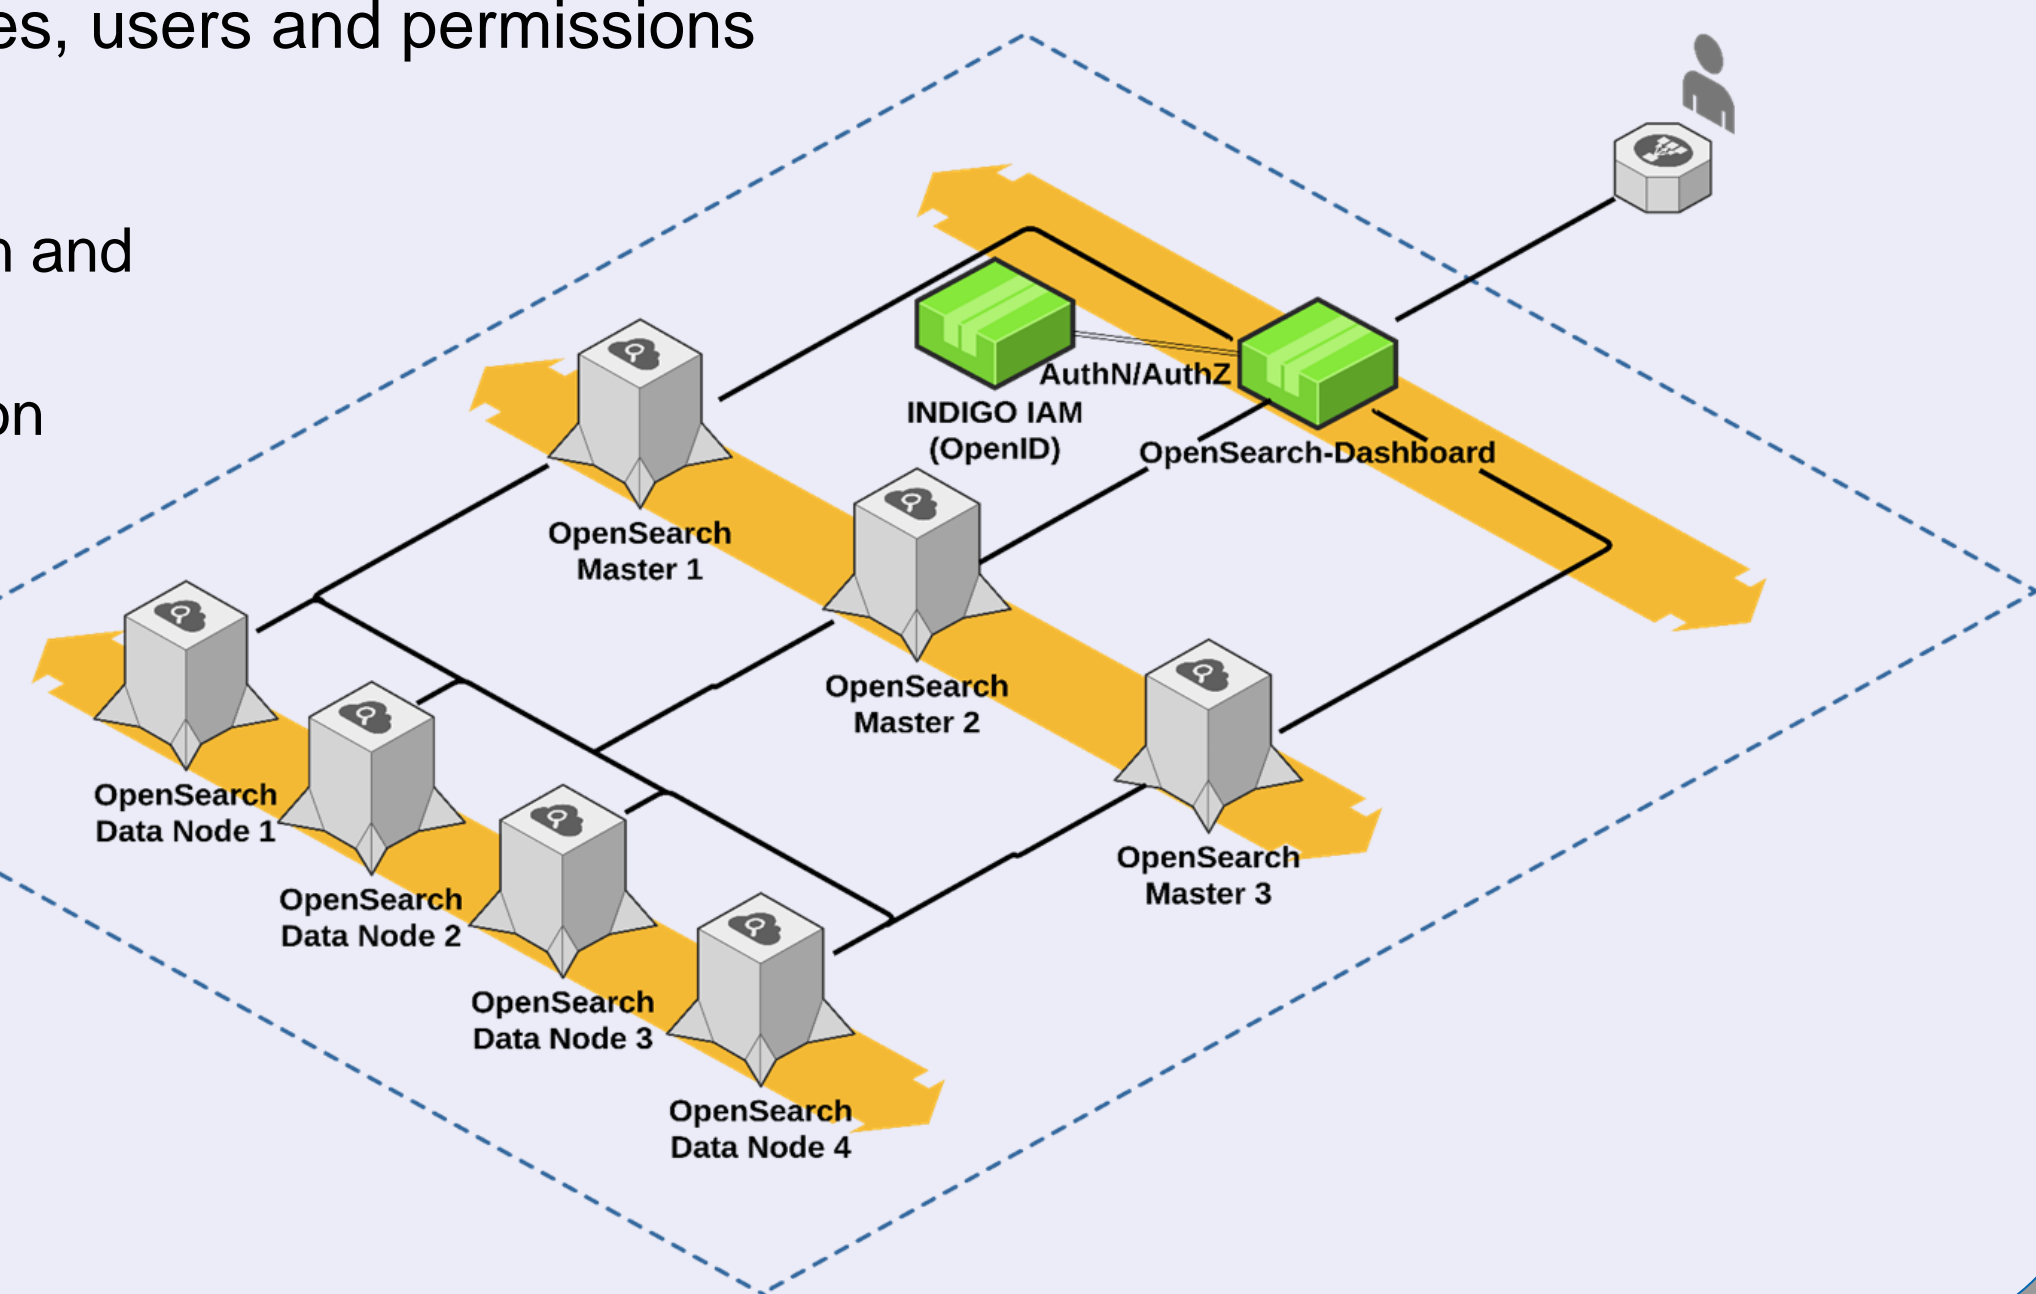 es, users and permissions
n and
on
AuthN/AuthZ
INDIGO IAM
(OpenID)
OpenSearch-Dashboard
OpenSearch
Master 1
OpenSearch
Master 2
OpenSearch
Master 3
OpenSearch
Data Node 1
OpenSearch
Data Node 2
OpenSearch
Data Node 3
OpenSearch
Data Node 4